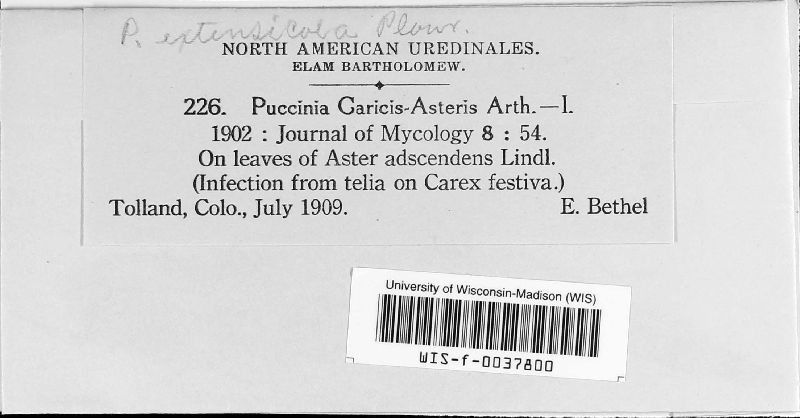 P. extensicola Plowr.
NORTH AMERICAN UREDINALES.
ELAM BARTHOLOMEW.
226. Puccinia Caricis-Asteris Arth.—I.
1902 : Journal of Mycology 8 : 54.
On leaves of Aster adscendens Lindl.
(Infection from telia on Carex festiva.)
Tolland, Colo., July 1909. E. Bethel
University of Wisconsin-Madison (WIS)
WIS-f-0037800